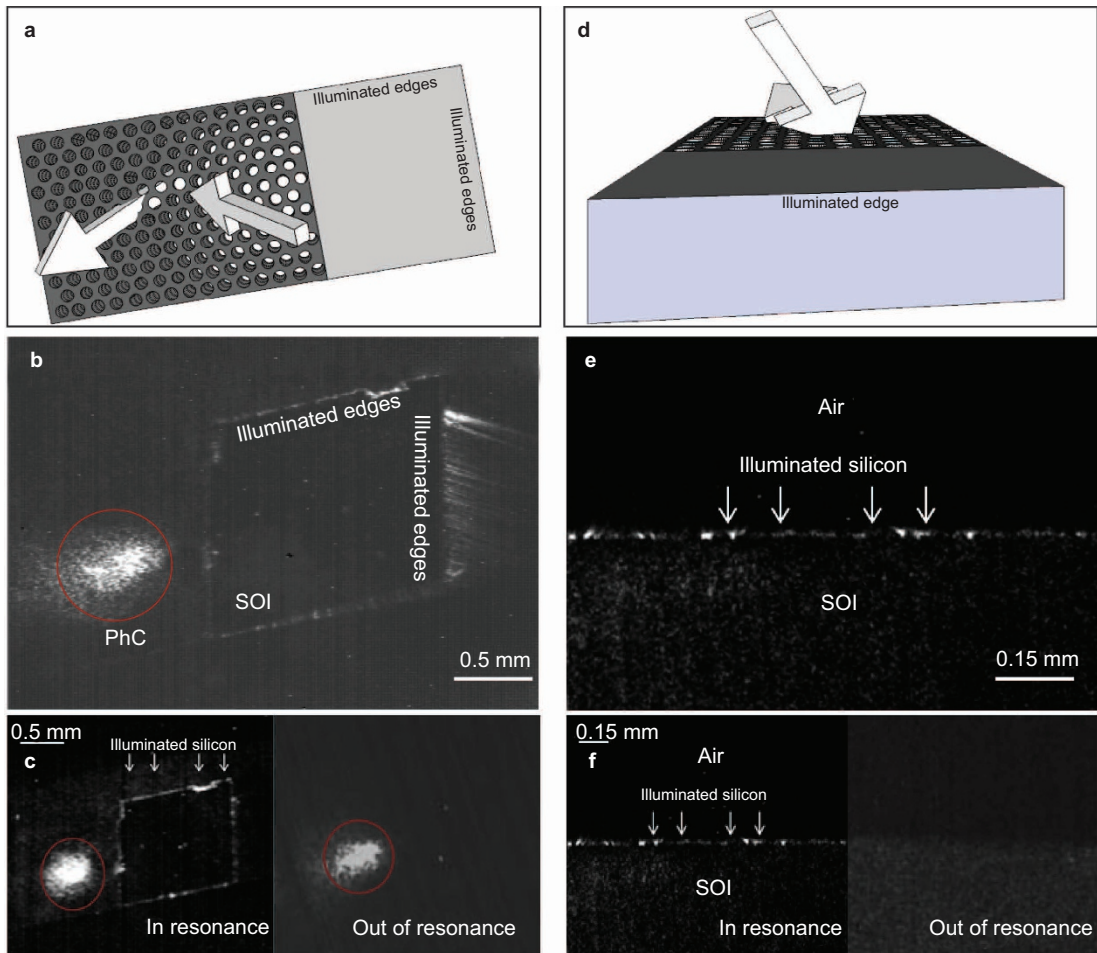 a
Illuminated edges
Illuminated edges
b
Illuminated edges
Illuminated edges
SOI
PhC
0.5 mm
0.5 mm
Illuminated silicon
c
In resonance
Out of resonance
d
Illuminated edge
e
Air
Illuminated silicon
SOI
0.15 mm
0.15 mm
f
Air
Illuminated silicon
SOI
In resonance
Out of resonance